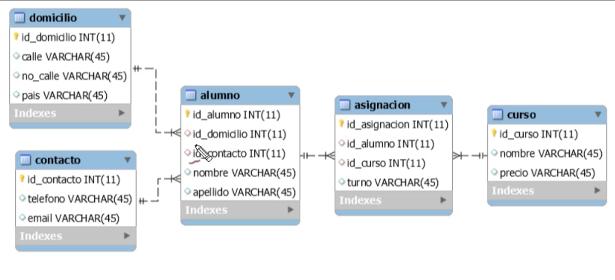 domicilio
id_domicilio INT(11)
calle VARCHAR(45)
no_calle VARCHAR(45)
pais VARCHAR(45)
Indexes
contacto
id_contacto INT(11)
telefono VARCHAR(45)
email VARCHAR(45)
Indexes
alumno
id_alumno INT(11)
id_domicilio INT(11)
id_contacto INT(11)
nombre VARCHAR(45)
apellido VARCHAR(45)
Indexes
asignacion
id_asignacion INT(11)
id_alumno INT(11)
id_curso INT(11)
turno VARCHAR(45)
Indexes
curso
id_curso INT(11)
nombre VARCHAR(45)
precio VARCHAR(45)
Indexes